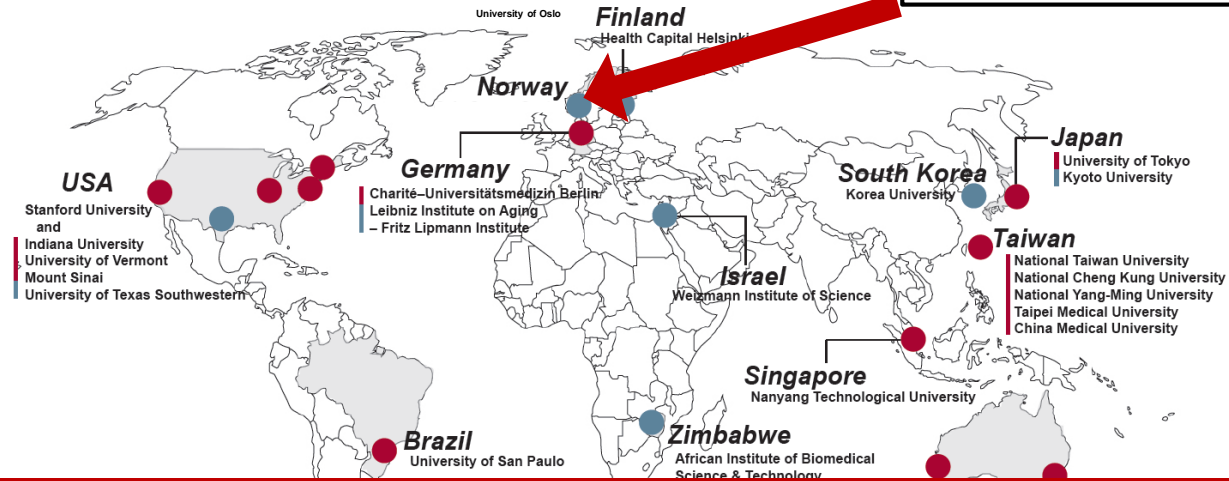 University of Oslo
Finland
Health Capital Helsinki
Norway
Germany
Charité–Universitätsmedizin Berlin
Leibniz Institute on Aging
– Fritz Lipmann Institute
USA
Stanford University
and
Indiana University
University of Vermont
Mount Sinai
University of Texas Southwestern
Japan
University of Tokyo
Kyoto University
South Korea
Korea University
Taiwan
National Taiwan University
National Cheng Kung University
National Yang-Ming University
Taipei Medical University
China Medical University
Israel
Weizmann Institute of Science
Singapore
Nanyang Technological University
Brazil
University of San Paulo
Zimbabwe
African Institute of Biomedical
Science & Technology